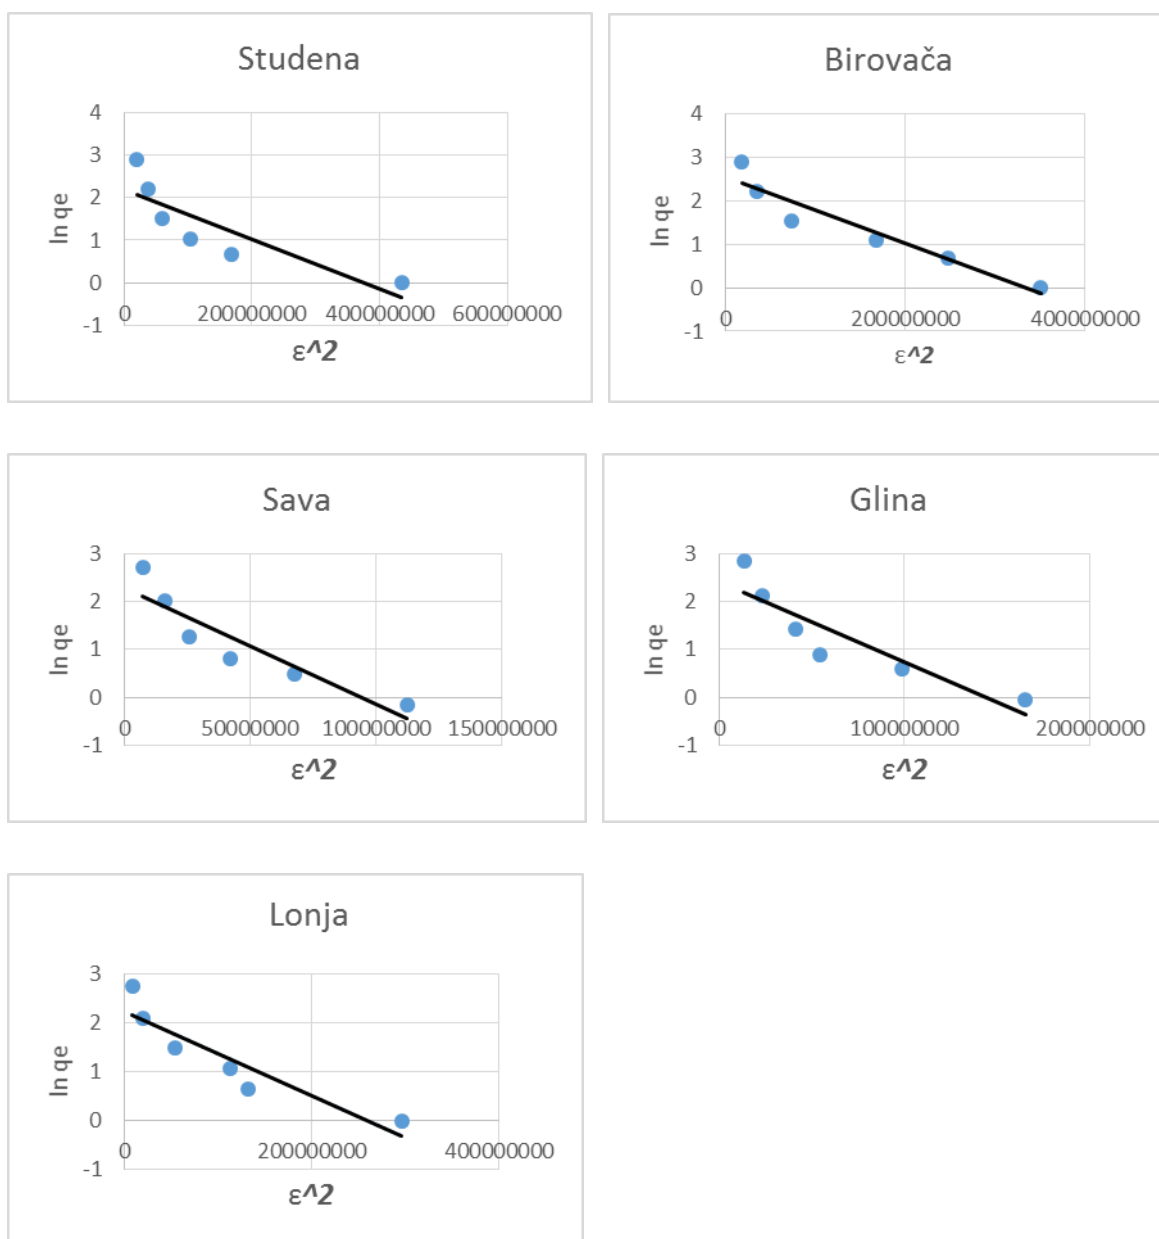 Studena
4
3
2
1
0
-1
ln qe
0 200000000 400000000 600000000
ε^2
Birovača
4
3
2
1
0
-1
ln qe
0 200000000 400000000
ε^2
Sava
3
2
1
0
-1
ln qe
0 50000000 100000000 150000000
ε^2
Glina
3
2
1
0
-1
ln qe
0 100000000 200000000
ε^2
Lonja
3
2
1
0
-1
ln qe
0 200000000 400000000
ε^2